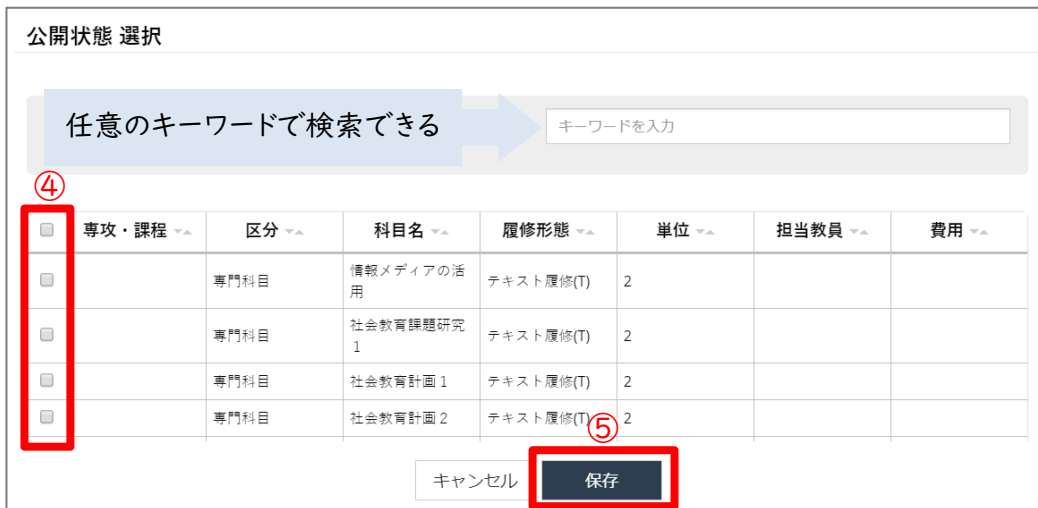 公開状態 選択
任意のキーワードで検索できる
キーワードを入力
④
専攻・課程 区分 科目名 履修形態 単位 担当教員 費用
専門科目 情報メディアの活用 テキスト履修(T) 2
専門科目 社会教育課題研究1 テキスト履修(T) 2
専門科目 社会教育計画1 テキスト履修(T) 2
専門科目 社会教育計画2 テキスト履修(T) 2
⑤
キャンセル 保存